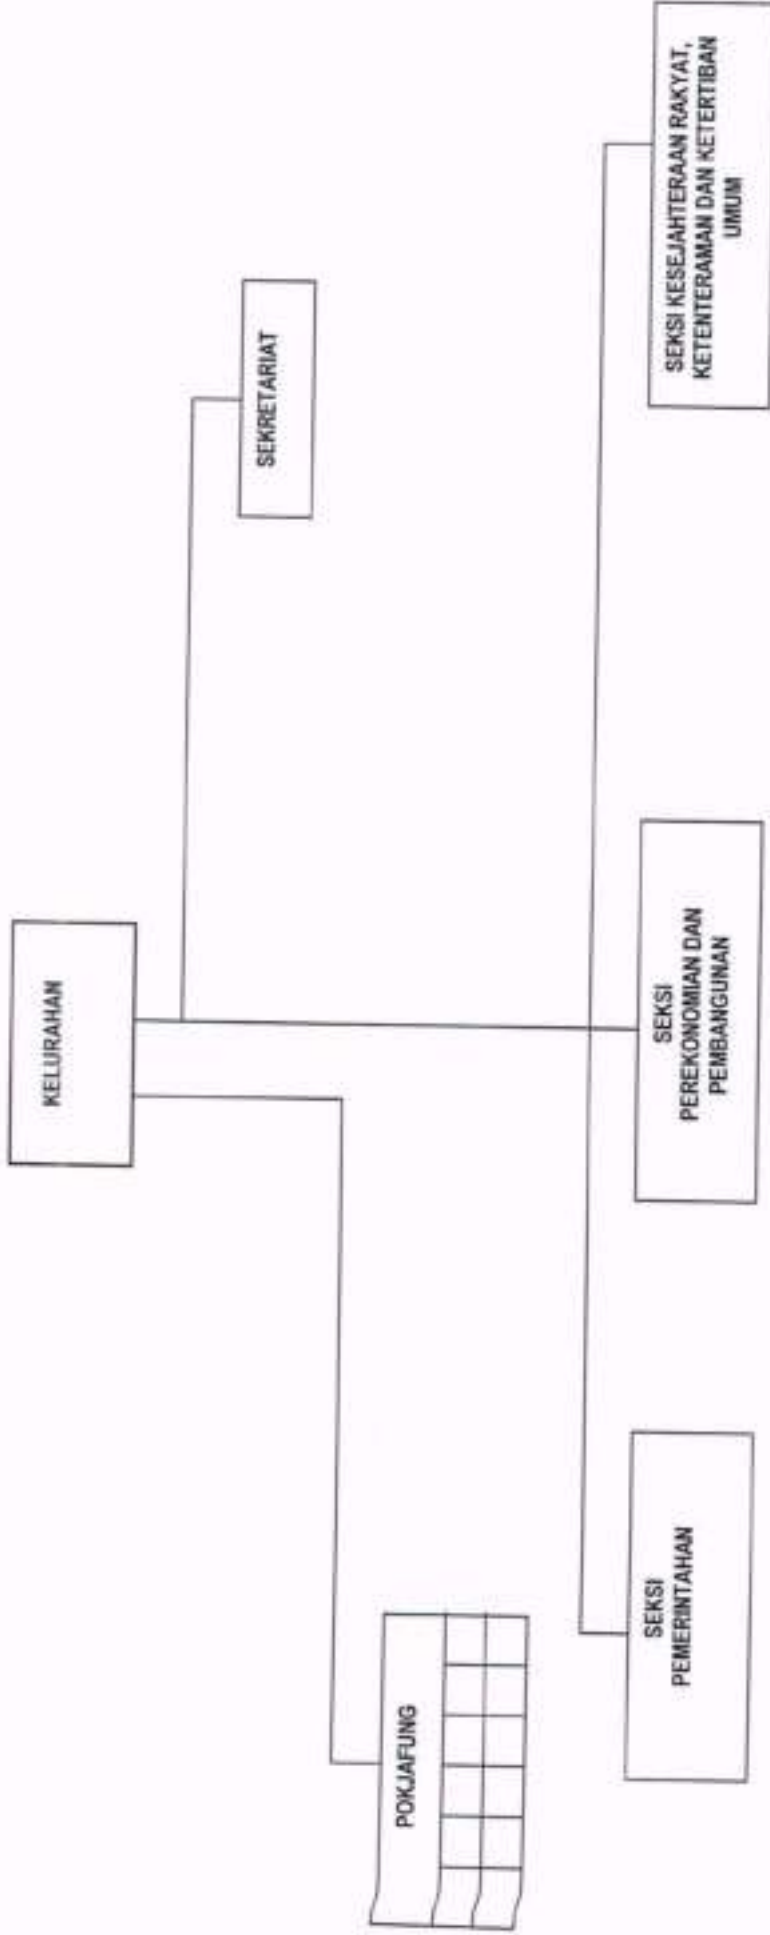 KELURAHAN
SEKRETARIAT
POKJAFUNG
SEKSI
PEMERINTAHAN
SEKSI
PEREKONOMIAN DAN
PEMBANGUNAN
SEKSI KESEJAHTERAAN RAKYAT,
KETENTERAMAN DAN KETERTIBAN
UMUM